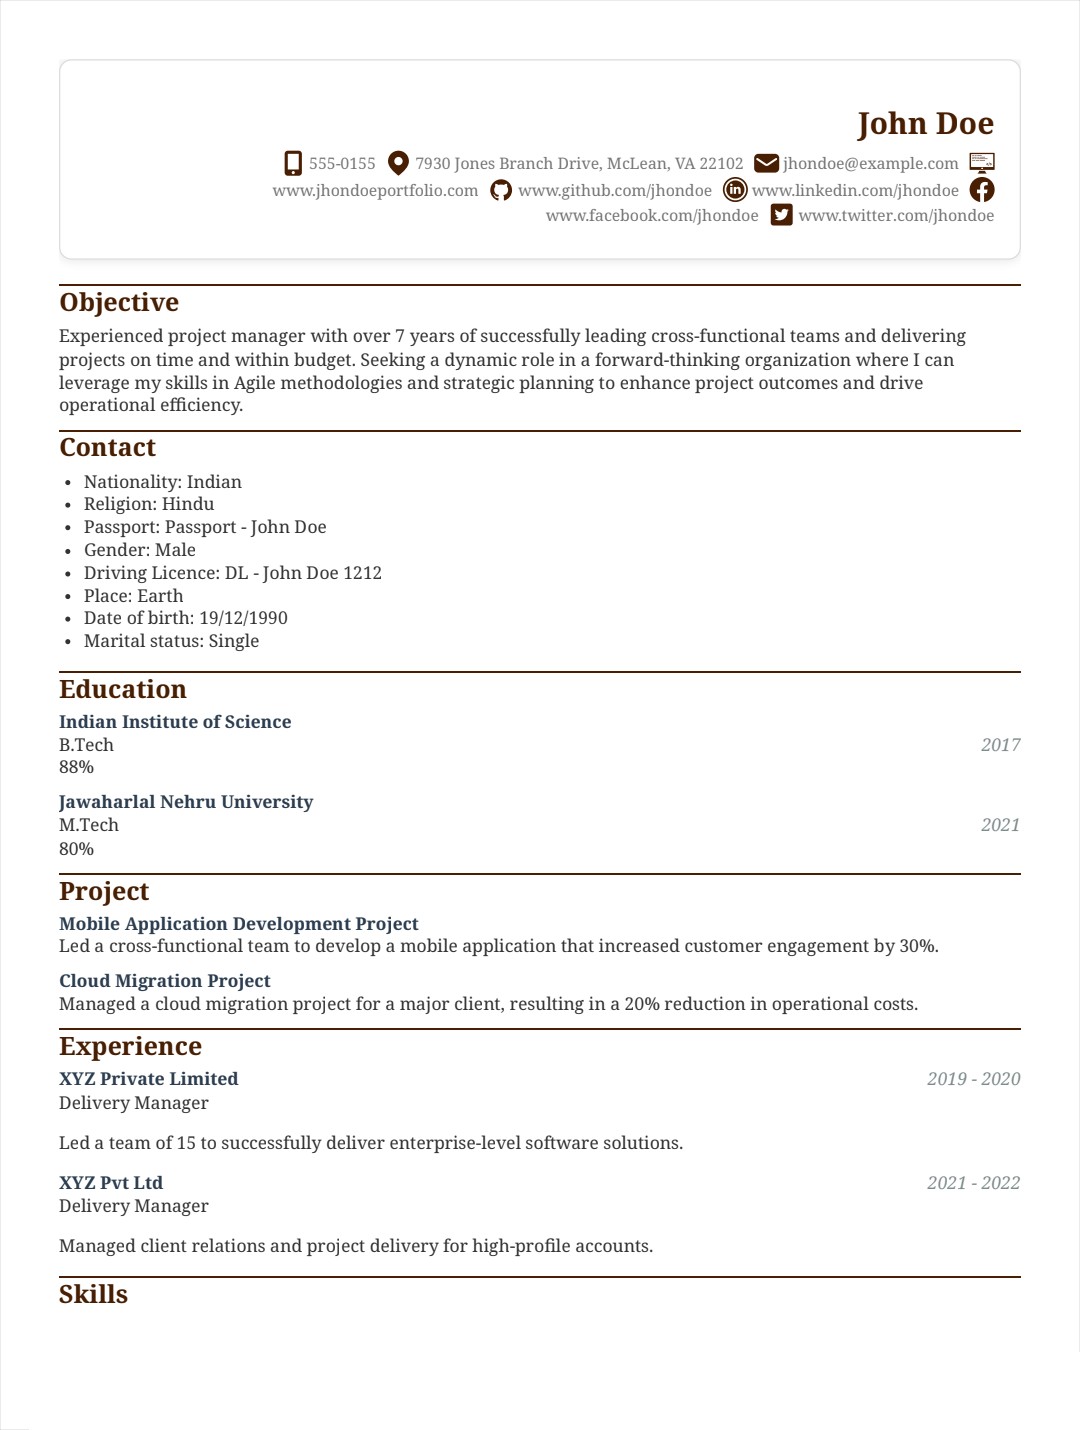 John Doe
555-0155 7930 Jones Branch Drive, McLean, VA 22102 jhondoe@example.com
www.jhondoeportfolio.com www.github.com/jhondoe www.linkedin.com/jhondoe
www.facebook.com/jhondoe www.twitter.com/jhondoe
Objective
Experienced project manager with over 7 years of successfully leading cross-functional teams and delivering
projects on time and within budget. Seeking a dynamic role in a forward-thinking organization where I can
leverage my skills in Agile methodologies and strategic planning to enhance project outcomes and drive
operational efficiency.
Contact
• Nationality: Indian
• Religion: Hindu
• Passport: Passport - John Doe
• Gender: Male
• Driving Licence: DL - John Doe 1212
• Place: Earth
• Date of birth: 19/12/1990
• Marital status: Single
Education
Indian Institute of Science
B.Tech 2017
88%
Jawaharlal Nehru University
M.Tech 2021
80%
Project
Mobile Application Development Project
Led a cross-functional team to develop a mobile application that increased customer engagement by 30%.
Cloud Migration Project
Managed a cloud migration project for a major client, resulting in a 20% reduction in operational costs.
Experience
XYZ Private Limited 2019 - 2020
Delivery Manager
Led a team of 15 to successfully deliver enterprise-level software solutions.
XYZ Pvt Ltd 2021 - 2022
Delivery Manager
Managed client relations and project delivery for high-profile accounts.
Skills